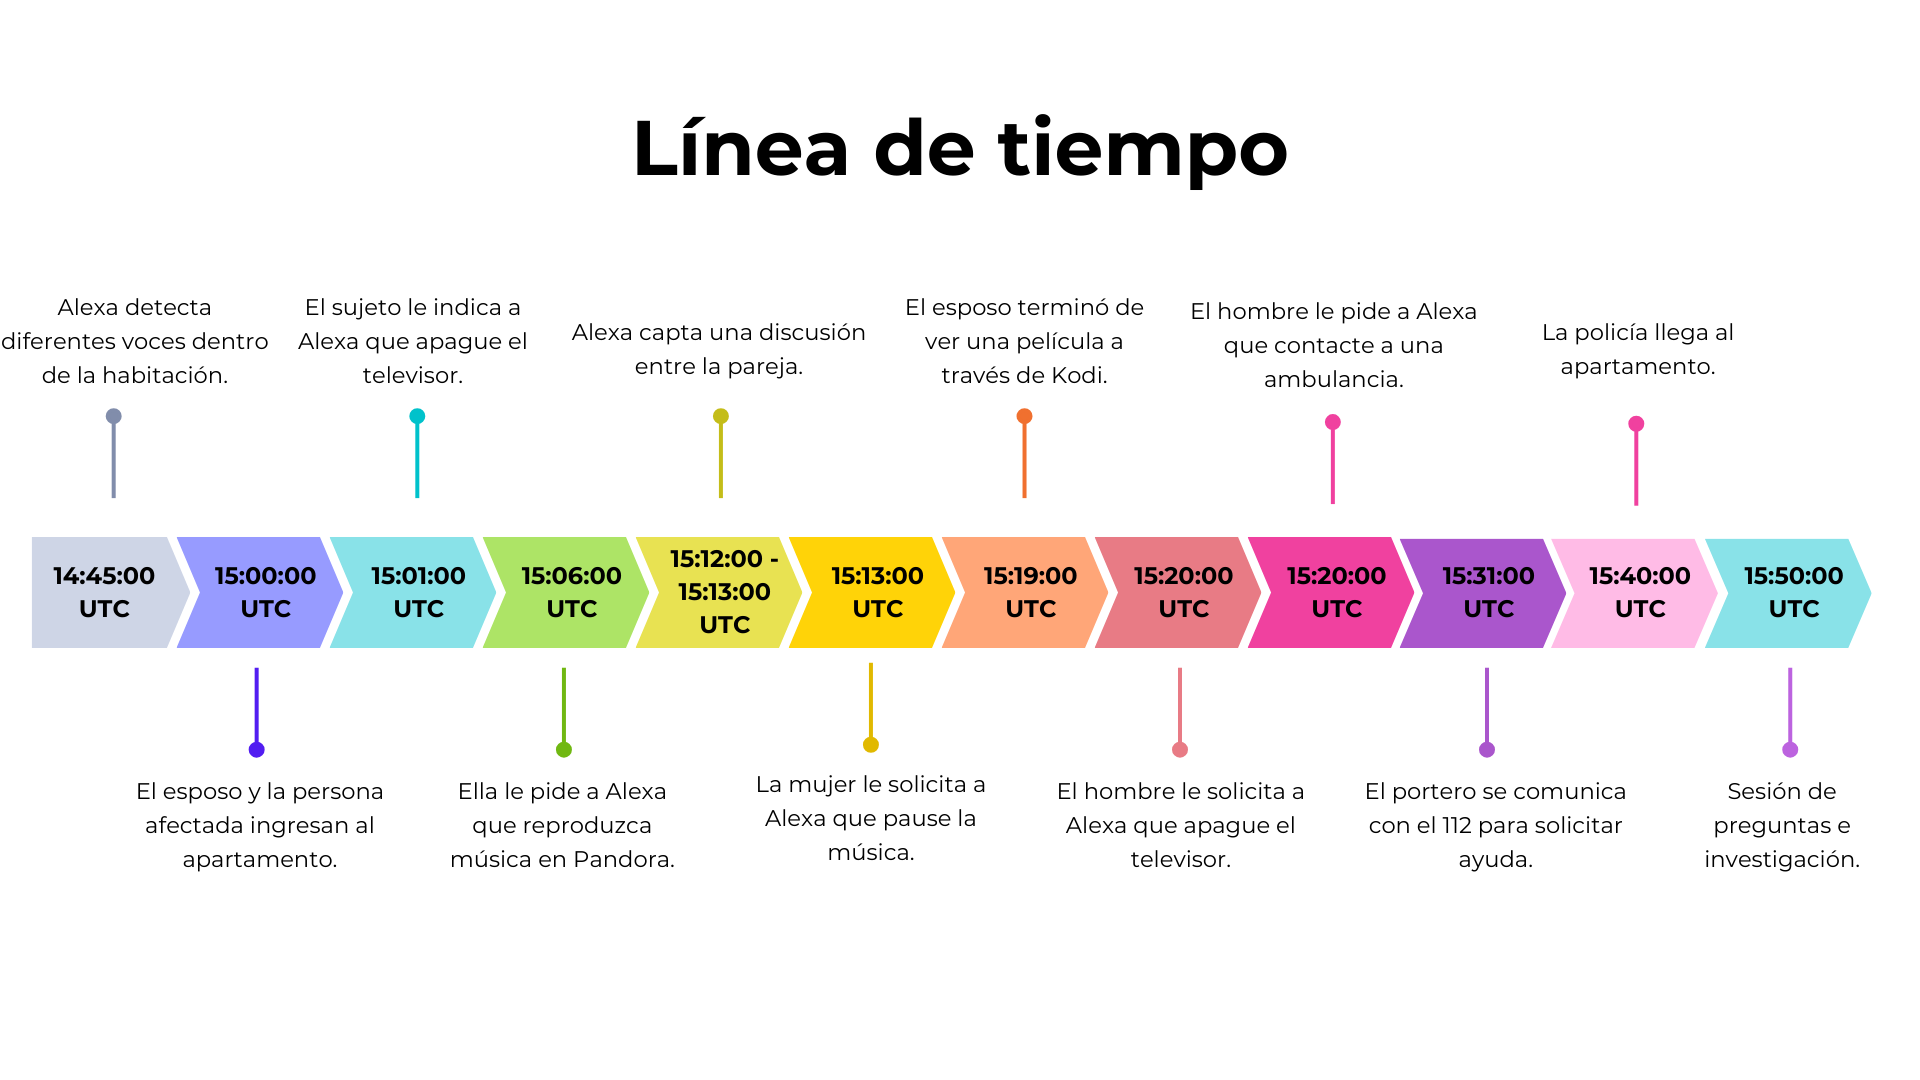 Línea de tiempo
Alexa detecta
diferentes voces dentro
de la habitación.
El sujeto le indica a
Alexa que apague el
televisor.
Alexa capta una discusión
entre la pareja.
El esposo terminó de
ver una película a
través de Kodi.
El hombre le pide a Alexa
que contacte a una
ambulancia.
La policía llega al
apartamento.
14:45:00
UTC
15:00:00
UTC
15:01:00
UTC
15:06:00
UTC
15:12:00 -
15:13:00
UTC
15:13:00
UTC
15:19:00
UTC
15:20:00
UTC
15:20:00
UTC
15:31:00
UTC
15:40:00
UTC
15:50:00
UTC
El esposo y la persona
afectada ingresan al
apartamento.
Ella le pide a Alexa
que reproduzca
música en Pandora.
La mujer le solicita a
Alexa que pause la
música.
El hombre le solicita a
Alexa que apague el
televisor.
El portero se comunica
con el 112 para solicitar
ayuda.
Sesión de
preguntas e
investigación.